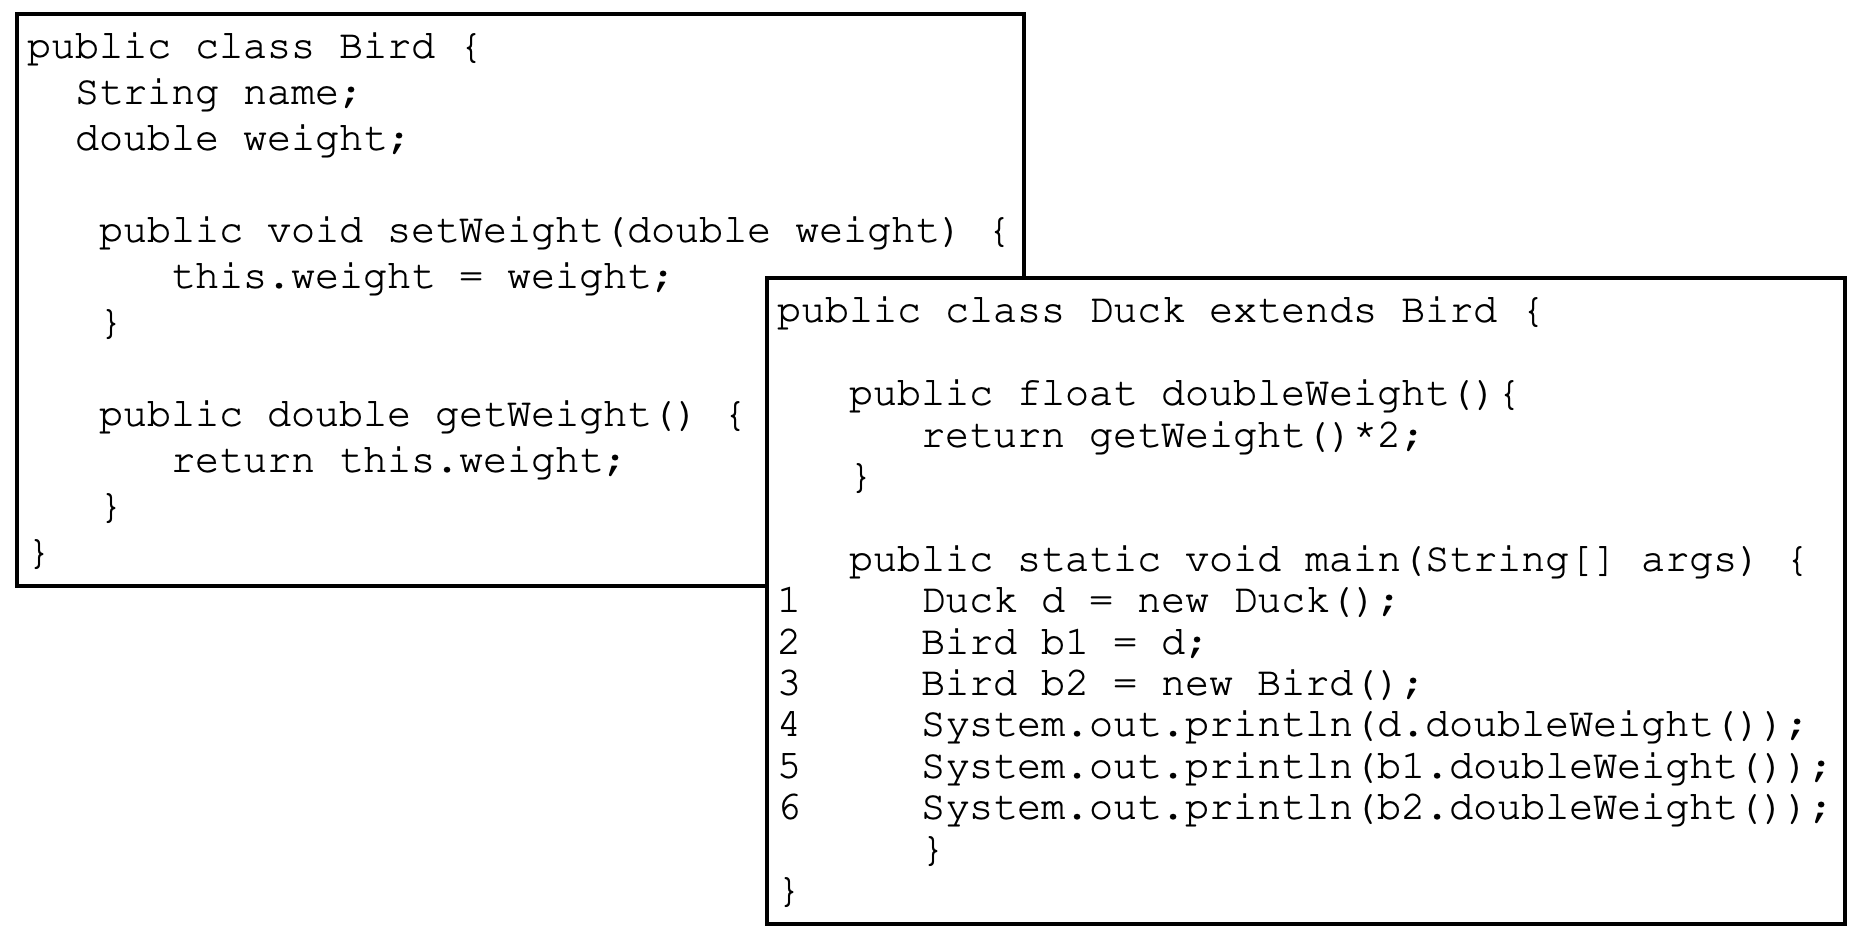 public class Bird {
String name;
double weight;
public void setWeight(double weight) {
this.weight = weight;
}
public double getWeight() {
return this.weight;
}
}
public class Duck extends Bird {
public float doubleWeight(){
return getWeight()*2;
}
public static void main(String[] args) {
1 Duck d = new Duck();
2 Bird b1 = d;
3 Bird b2 = new Bird();
4 System.out.println(d.doubleWeight());
5 System.out.println(b1.doubleWeight());
6 System.out.println(b2.doubleWeight());
}
}